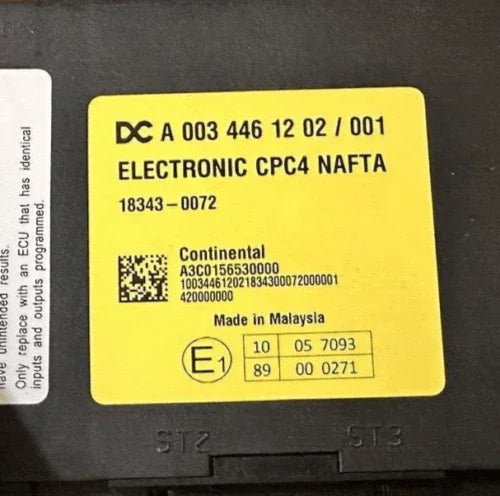 DC A 003 446 12 02 / 001
ELECTRONIC CPC4 NAFTA
18343-0072
Continental
A3C0156530000
10034461202183430007200001
420000000
Made in Malaysia
E1
10 05 7093
89 00 0271
have unintended results.
Only replace with an ECU that has identical
inputs and outputs programmed.
ST2 ST3